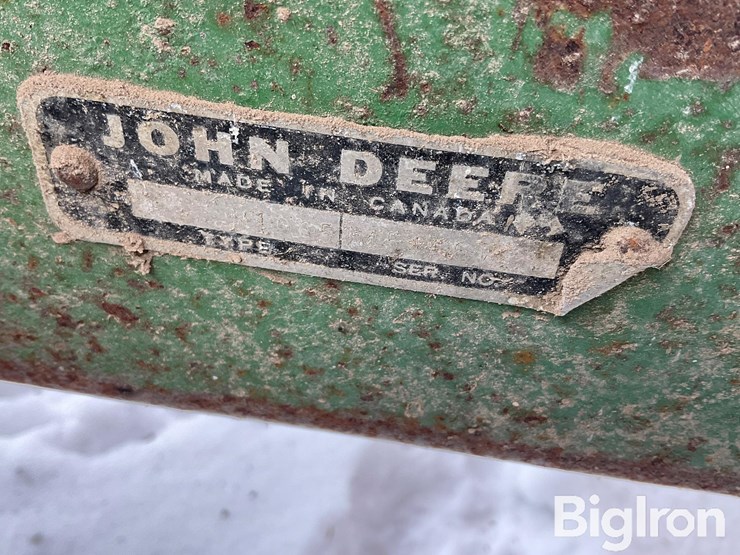 JOHN DEERE
MADE IN CANADA
TYPE SER. NO.
BigIron